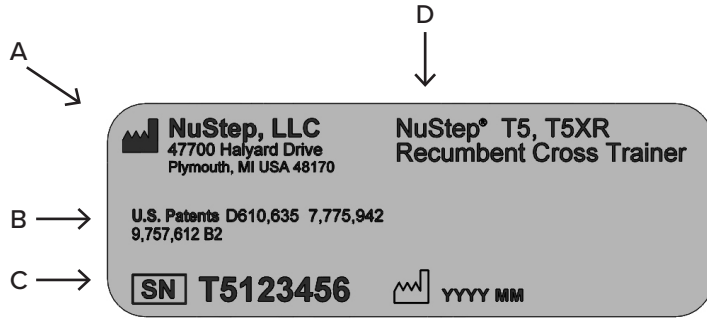 D
A
NuStep, LLC
47700 Halyard Drive
Plymouth, MI USA 48170
NuStep® T5, T5XR
Recumbent Cross Trainer
B
U.S. Patents D610,635 7,775,942
9,757,612 B2
C
SN T5123456
YYYY MM